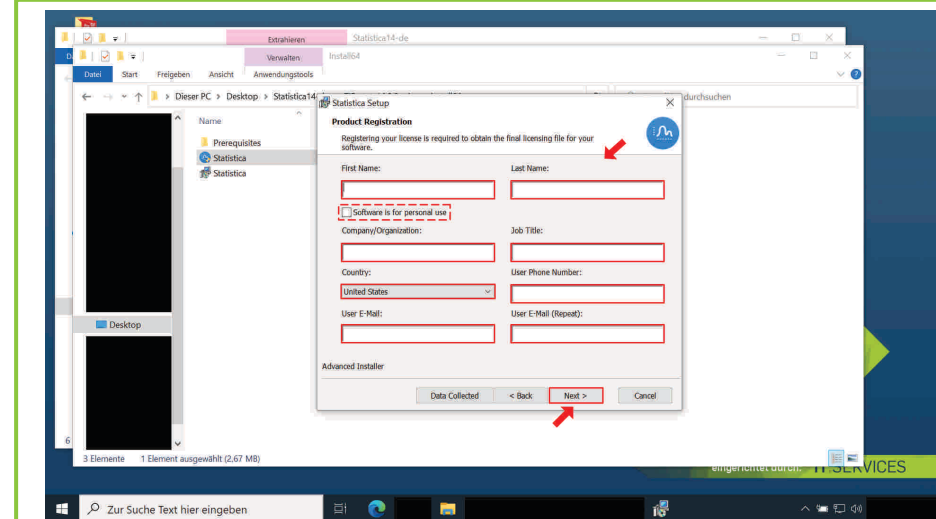 Extrahieren
Statistica14-de
Verwalten
Install64
Datei
Start
Freigeben
Ansicht
Anwendungstools
Dieser PC > Desktop > Statistica14
durchsuchen
Name
Prerequisites
Statistica
Statistica
Desktop
Statistica Setup
Product Registration
Registering your license is required to obtain the final licensing file for your
software.
First Name:
Last Name:
Software is for personal use
Company/Organization:
Job Title:
Country:
User Phone Number:
United States
User E-Mail:
User E-Mail (Repeat):
Advanced Installer
Data Collected
< Back
Next >
Cancel
6
3 Elemente
1 Element ausgewählt (2,67 MB)
eingerichtet durch:
IT.SERVICES
Zur Suche Text hier eingeben